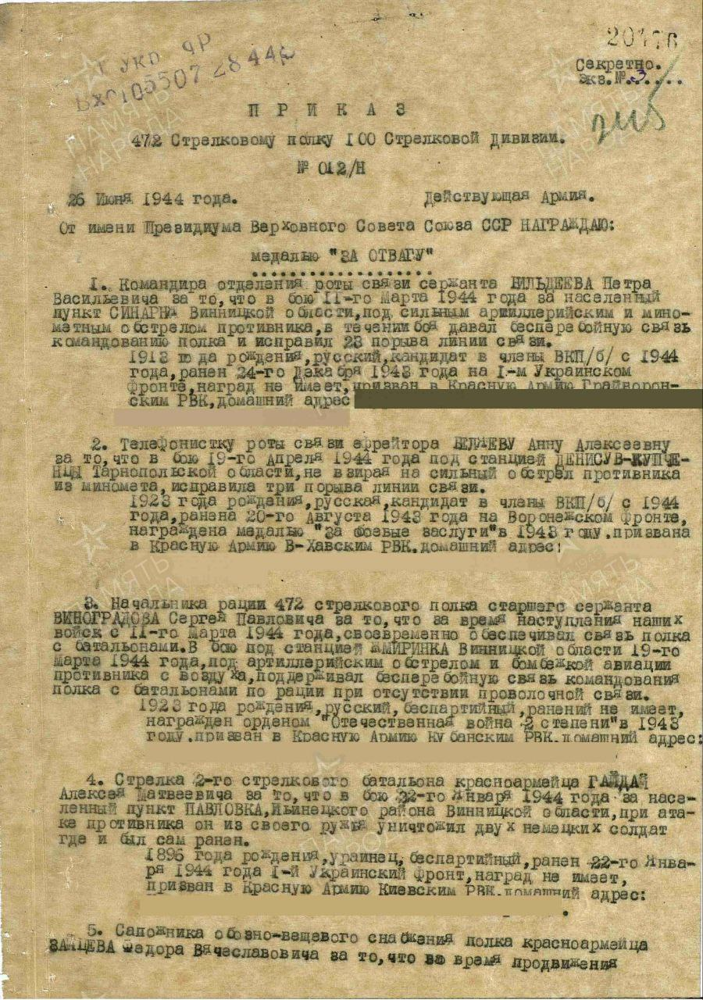 20476
Секретно.
Экз.№.3.....
Вх 05507 28 44г
ПРИКАЗ
472 Стрелковому полку 100 Стрелковой Дивизии.
№ 012/Н
26 Июня 1944 года. Действующая Армия.
От имени Президиума Верховного Совета Союза ССР НАГРАЖДАЮ:
медалью "ЗА ОТВАГУ"
1. Командира отделения роты связи сержанта ВИЛЬДЕЕВА Петра
Васильевича за то,что в бою 11-го Марта 1944 года за населенный
пункт СИНАРНА Винницкой области,под сильным аршиллерийским и мино-
метным обстрелом противника,в течении боя давал бесперебойную связь
командованию полка и исправил 23 порыва линии связи.
1913 года рождения,русский,кандидат в члены ВКП/б/ с 1944
года,ранен 24-го Декабря 1943 года на I-м Украинском
фронте,наград не имеет,призван в Красную Армию Грайворон-
ским РВК,домашний адрес
2. Телефонистку роты связи ефрейтора БЕЛЯЕВУ Анну Алексеевну
за то,что в бою 19-го Апреля 1944 года под станцией ДЕНИСУВ-КУПЧЕ-
НЦЫ Тарнопольской области,не взирая на сильный обстрел противника
из миномета,исправила три порыва линии связи.
1923 года рождения,русская,кандидат в члены ВКП/б/ с 1944
года,ранена 20-го Августа 1943 года на Воронежском фронте,
награждена медалью "За боевые заслуги"в 1943 году.призвана
в Красную Армию В-Хавским РВК.домашний адрес:
3. Начальника рации 472 стрелкового полка старшего сержанта
ВИНОГРАДОВА Сергея Павловича за то,что за время наступления наших
войск с 11-го Марта 1944 года,своевременно обеспечивал связь полка
с батальонами.В бою под станцией ЖМИРИНКА Винницкой области 19-го
Марта 1944 года,под артиллерийским обстрелом и бомбежкой авиации
противника с воздуха,поддерживал бесперебойную связь командования
полка с батальонами по рации при отсутствии проволочной связи.
1923 года рождения,русский,беспартийный,ранений не имеет,
награжден орденом "Отечественная война 2 степени"в 1943
году.призван в Красную Армию Кубанским РВК.домашний адрес:
4. Стрелка 2-го стрелкового батальона красноармейца ГАЙДАЙ
Алексея Матвеевича за то,что в бою 22-го Января 1944 года за насе-
ленный пункт ПАВЛОВКА,Ильинецкого района Винницкой области,при ата-
ке противника он из своего ружья уничтожил двух немецких солдат
где и был сам ранен.
1896 года рождения,ураинец,беспартийный,ранен 22-го Янва-
ря 1944 года I-й Украинский фронт,наград не имеет,
призван в Красную Армию Киевским РВК.домашний адрес:
5. Сапожника обозно-вещевого снабжения полка красноармейца
ЗАЙЦЕВА Федора Вячеславовича за то,что во время продвижения